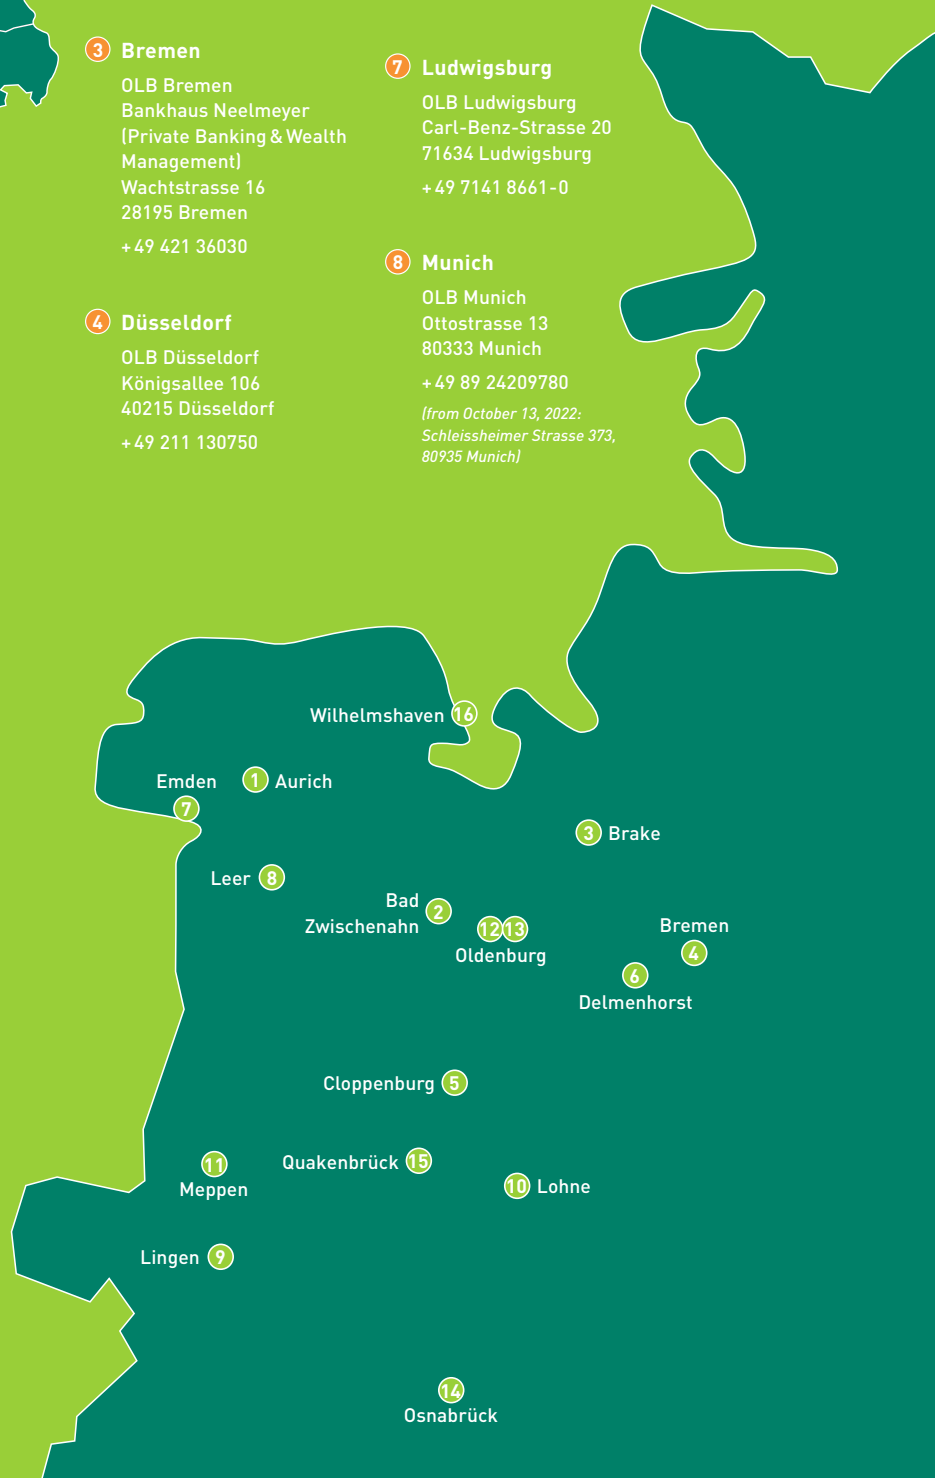 3 Bremen
OLB Bremen
Bankhaus Neelmeyer
(Private Banking & Wealth
Management)
Wachtstrasse 16
28195 Bremen
+49 421 36030
4 Düsseldorf
OLB Düsseldorf
Königsallee 106
40215 Düsseldorf
+49 211 130750
7 Ludwigsburg
OLB Ludwigsburg
Carl-Benz-Strasse 20
71634 Ludwigsburg
+49 7141 8661-0
8 Munich
OLB Munich
Ottostrasse 13
80333 Munich
+49 89 24209780
(from October 13, 2022:
Schleissheimer Strasse 373,
80935 Munich)
Wilhelmshaven 16
Emden
7
1 Aurich
3 Brake
Leer 8
Bad
Zwischenahn
2
12 13
Oldenburg
Bremen
4
6
Delmenhorst
Cloppenburg 5
11
Meppen
Quakenbrück 15
10 Lohne
Lingen 9
14
Osnabrück